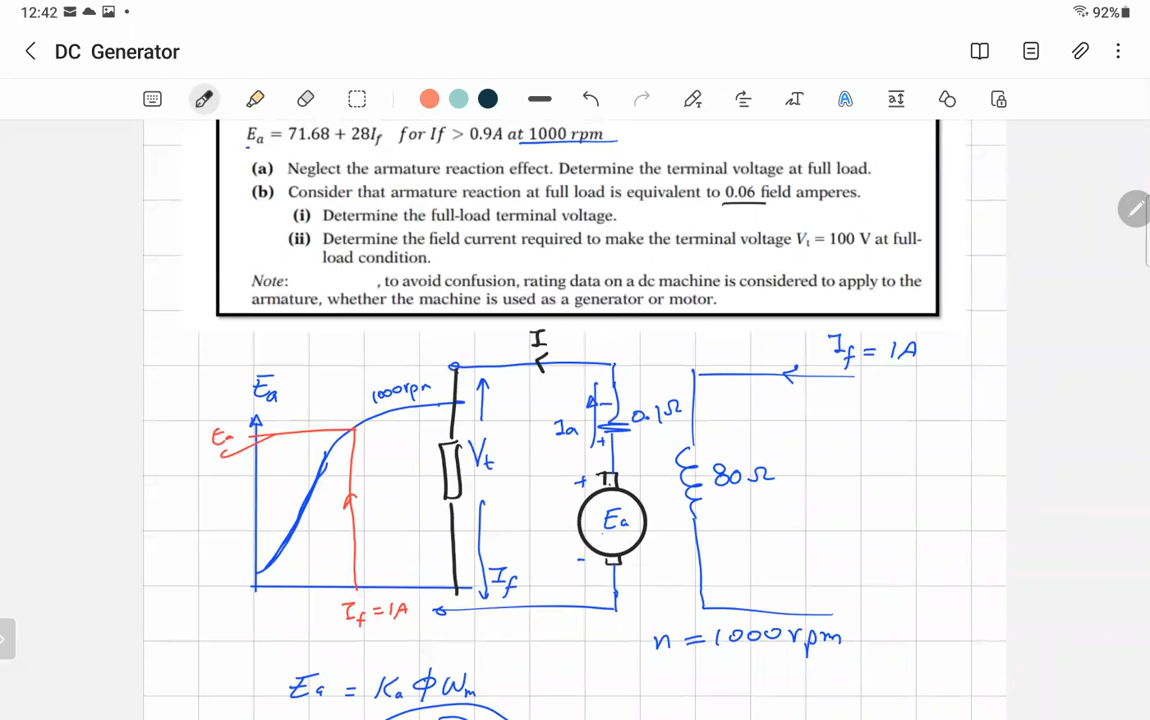 12:42 92%
DC Generator
Ea = 71.68 + 28If for If > 0.9A at 1000 rpm
(a) Neglect the armature reaction effect. Determine the terminal voltage at full load.
(b) Consider that armature reaction at full load is equivalent to 0.06 field amperes.
(i) Determine the full-load terminal voltage.
(ii) Determine the field current required to make the terminal voltage Vt = 100 V at full-
load condition.
Note: , to avoid confusion, rating data on a dc machine is considered to apply to the
armature, whether the machine is used as a generator or motor.
I
If = 1A
Ea
1000rpm
Ea
Ia
+
-
0.1Ω
Vt
80Ω
+
Ea
-
If
If = 1A
n = 1000rpm
Ea = Ka ϕ ωm